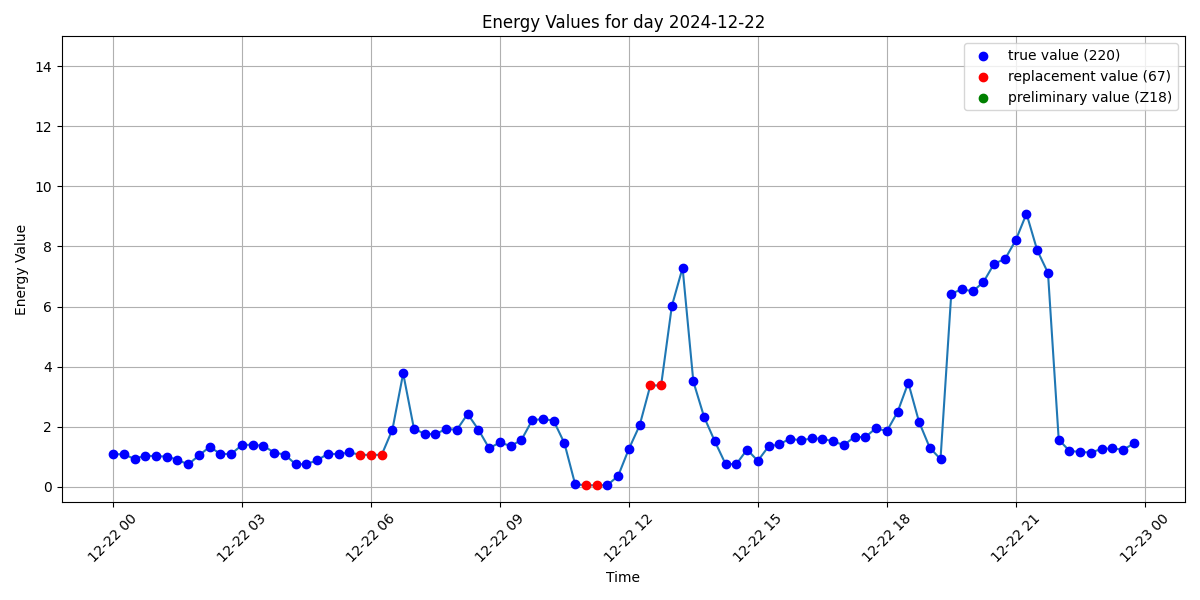 Energy Values for day 2024-12-22
true value (220)
replacement value (67)
preliminary value (Z18)
Energy Value
14
12
10
8
6
4
2
0
12-22 00
12-22 03
12-22 06
12-22 09
12-22 12
12-22 15
12-22 18
12-22 21
12-23 00
Time